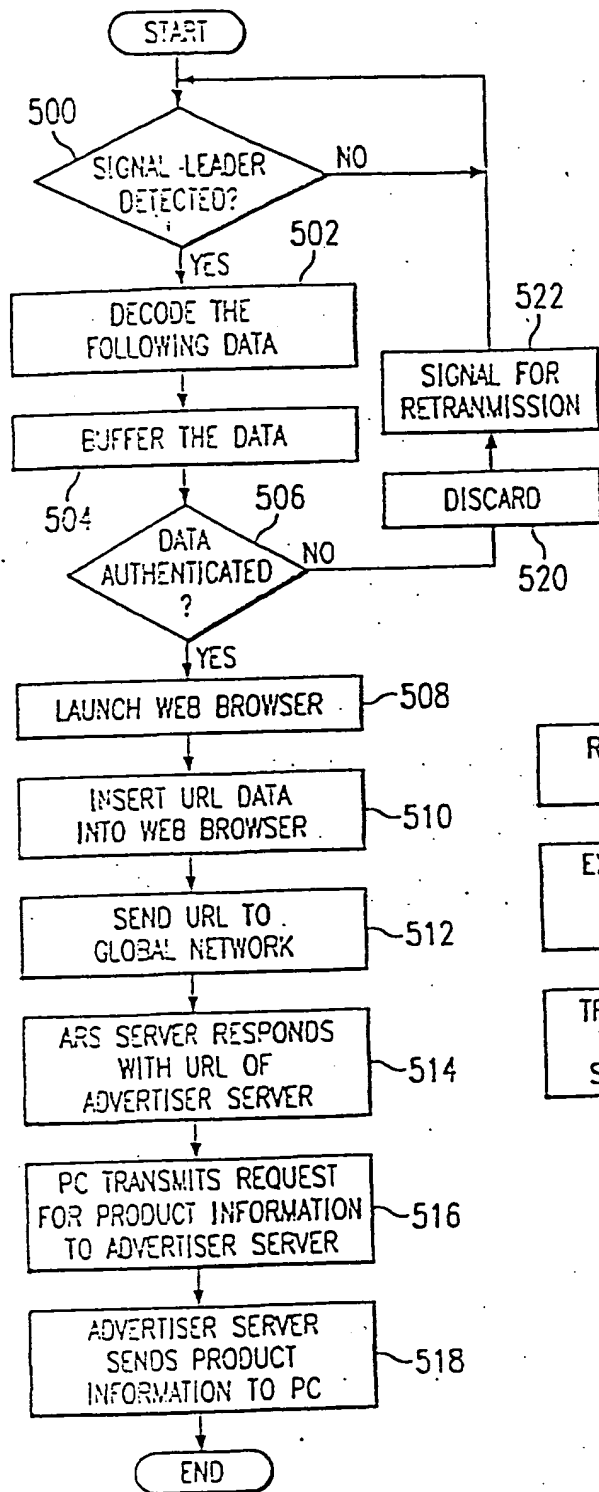 START
500
SIGNAL-LEADER
DETECTED?
NO
YES
502
DECODE THE
FOLLOWING DATA
522
SIGNAL FOR
RETRANMISSION
BUFFER THE DATA
504
506
DISCARD
520
DATA
AUTHENTICATED
?
NO
YES
LAUNCH WEB BROWSER
508
INSERT URL DATA
INTO WEB BROWSER
510
SEND URL TO
GLOBAL NETWORK
512
ARS SERVER RESPONDS
WITH URL OF
ADVERTISER SERVER
514
PC TRANSMITS REQUEST
FOR PRODUCT INFORMATION
TO ADVERTISER SERVER
516
ADVERTISER SERVER
SENDS PRODUCT
INFORMATION TO PC
518
END
R
EX
TR
S